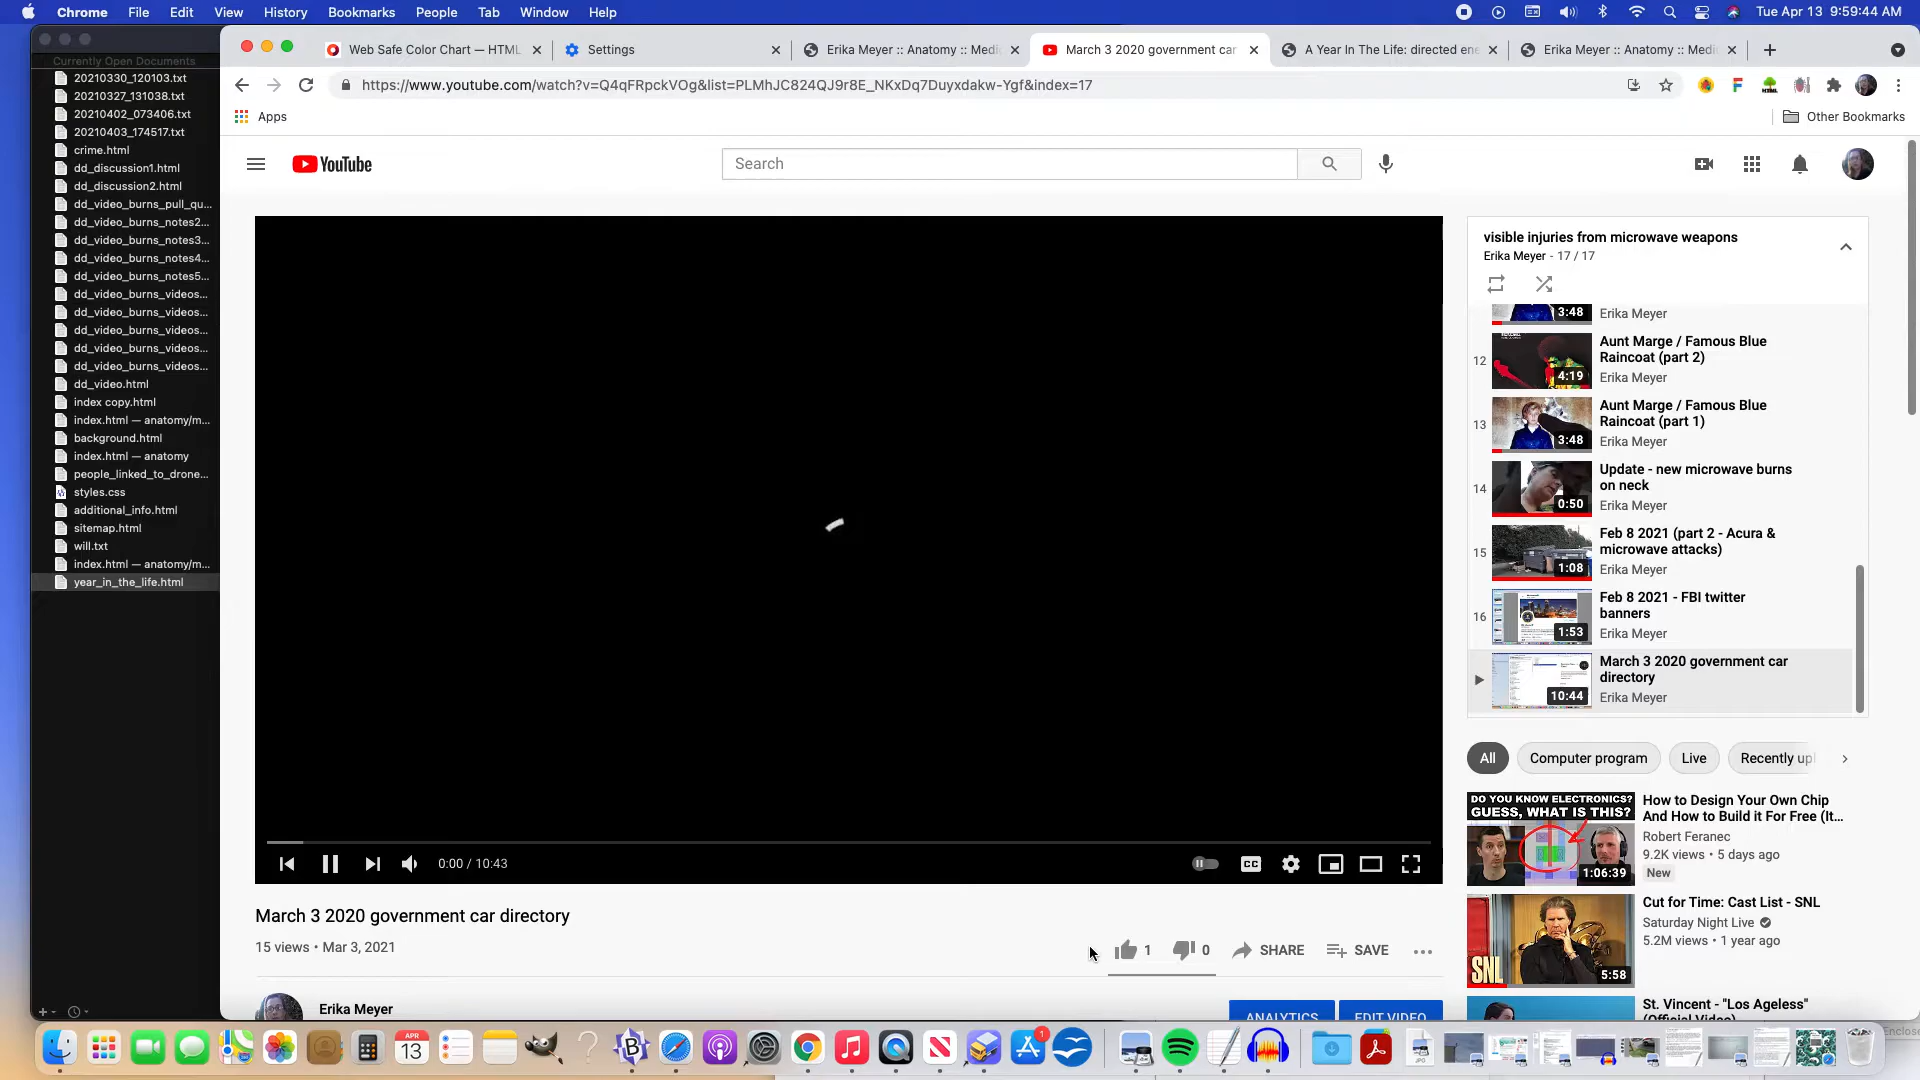 Chrome File Edit View History Bookmarks People Tab Window Help
Tue Apr 13 9:59:44 AM
Currently Open Documents
20210330_120103.txt
20210327_131038.txt
20210402_073406.txt
20210403_174517.txt
crime.html
dd_discussion1.html
dd_discussion2.html
dd_video_burns_pull_qu...
dd_video_burns_notes2...
dd_video_burns_notes3...
dd_video_burns_notes4...
dd_video_burns_notes5...
dd_video_burns_videos...
dd_video_burns_videos...
dd_video_burns_videos...
dd_video_burns_videos...
dd_video_burns_videos...
dd_video.html
index copy.html
index.html — anatomy/m...
background.html
index.html — anatomy
people_linked_to_drone...
styles.css
additional_info.html
sitemap.html
will.txt
index.html — anatomy/m...
year_in_the_life.html
Web Safe Color Chart — HTML
Settings
Erika Meyer :: Anatomy :: Medi
March 3 2020 government car
A Year In The Life: directed ene
Erika Meyer :: Anatomy :: Medi
https://www.youtube.com/watch?v=Q4qFRpckVOg&list=PLMhJC824QJ9r8E_NKxDq7Duyxdakw-Ygf&index=17
Apps
Other Bookmarks
YouTube
Search
0:00 / 10:43
CC
March 3 2020 government car directory
15 views • Mar 3, 2021
1
0
SHARE
SAVE
Erika Meyer
ANALYTICS
EDIT VIDEO
visible injuries from microwave weapons
Erika Meyer - 17 / 17
3:48
Erika Meyer
12
4:19
Aunt Marge / Famous Blue
Raincoat (part 2)
Erika Meyer
13
3:48
Aunt Marge / Famous Blue
Raincoat (part 1)
Erika Meyer
14
0:50
Update - new microwave burns
on neck
Erika Meyer
15
1:08
Feb 8 2021 (part 2 - Acura &
microwave attacks)
Erika Meyer
16
1:53
Feb 8 2021 - FBI twitter
banners
Erika Meyer
10:44
March 3 2020 government car
directory
Erika Meyer
All
Computer program
Live
Recently upl
DO YOU KNOW ELECTRONICS?
GUESS, WHAT IS THIS?
1:06:39
How to Design Your Own Chip
And How to Build it For Free (It...
Robert Feranec
9.2K views • 5 days ago
New
SNL
5:58
Cut for Time: Cast List - SNL
Saturday Night Live
5.2M views • 1 year ago
St. Vincent - "Los Ageless"
(Official Video)
APR
13
1